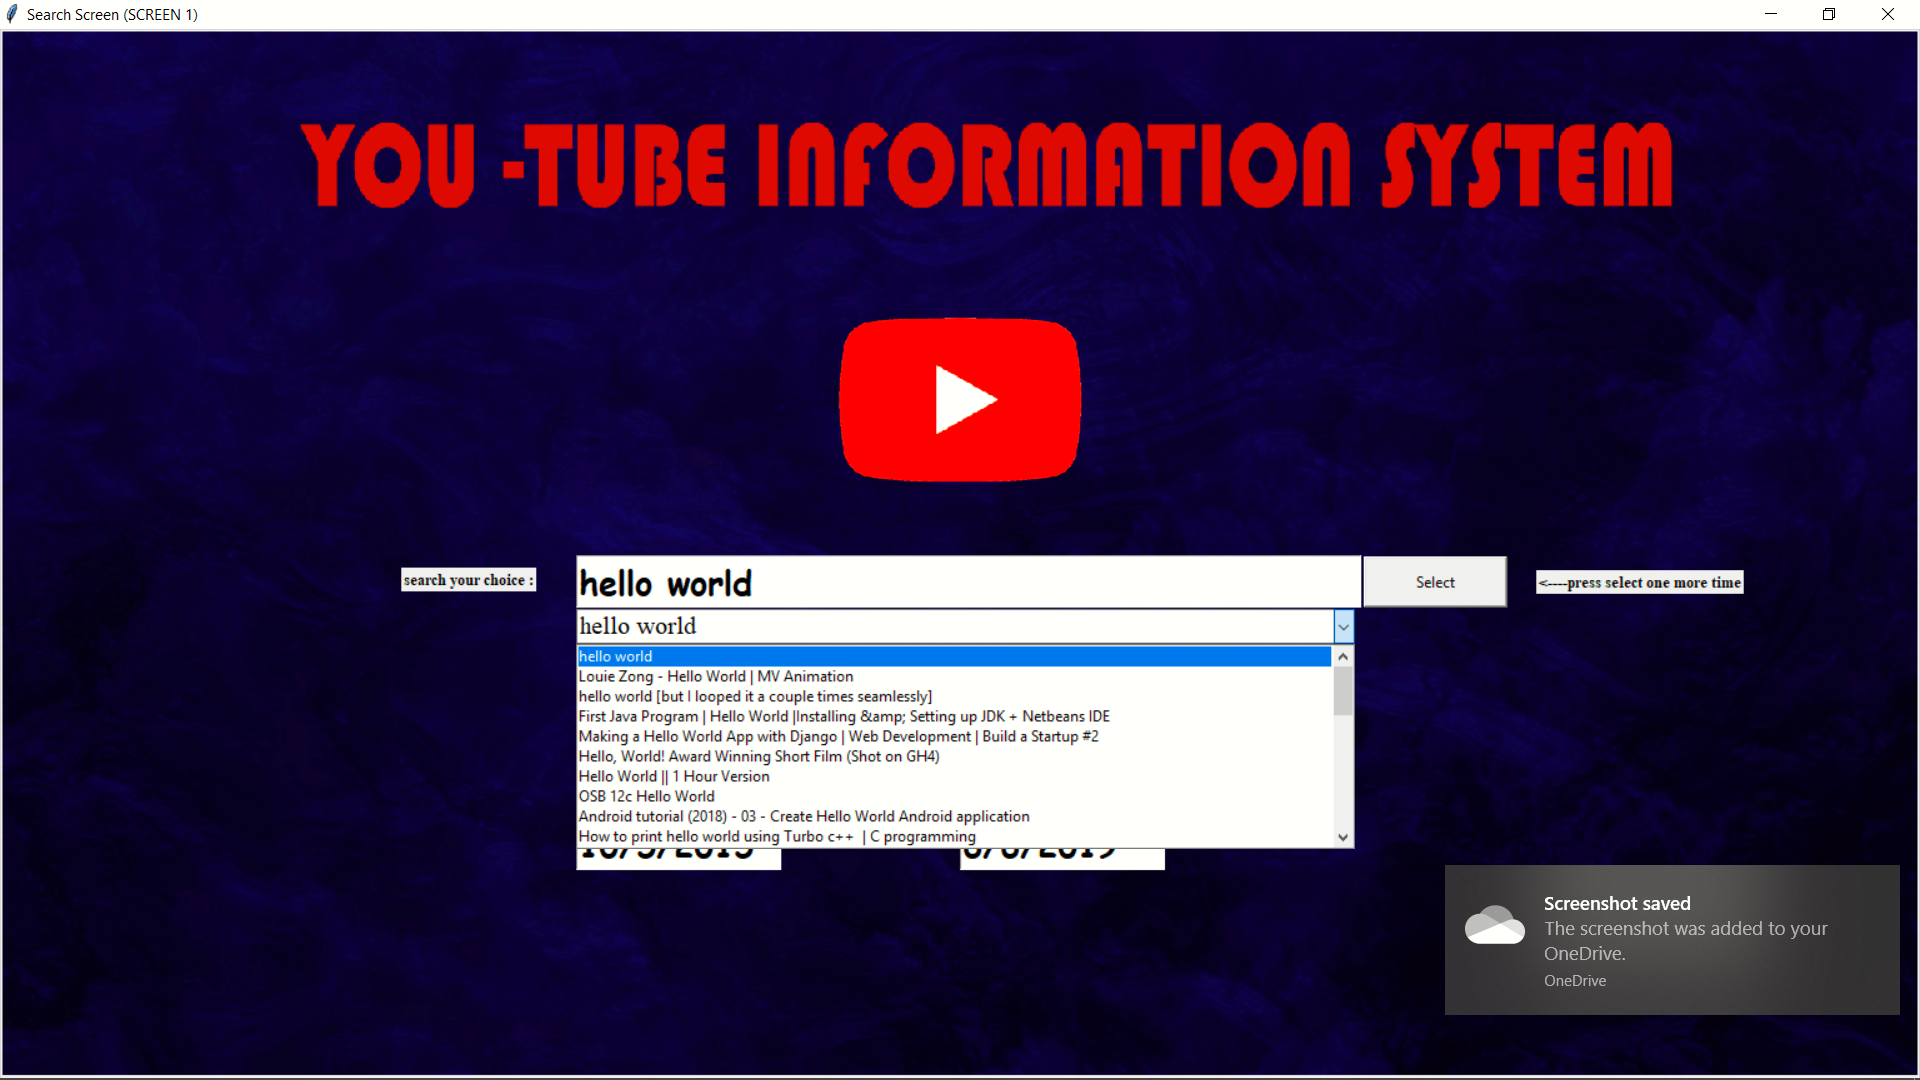 Search Screen (SCREEN 1)
YOU -TUBE INFORMATION SYSTEM
search your choice :
hello world
Select
<----press select one more time
hello world
hello world
Louie Zong - Hello World | MV Animation
hello world [but I looped it a couple times seamlessly]
First Java Program | Hello World |Installing &amp; Setting up JDK + Netbeans IDE
Making a Hello World App with Django | Web Development | Build a Startup #2
Hello, World! Award Winning Short Film (Shot on GH4)
Hello World || 1 Hour Version
OSB 12c Hello World
Android tutorial (2018) - 03 - Create Hello World Android application
How to print hello world using Turbo c++  | C programming
Screenshot saved
The screenshot was added to your
OneDrive.
OneDrive